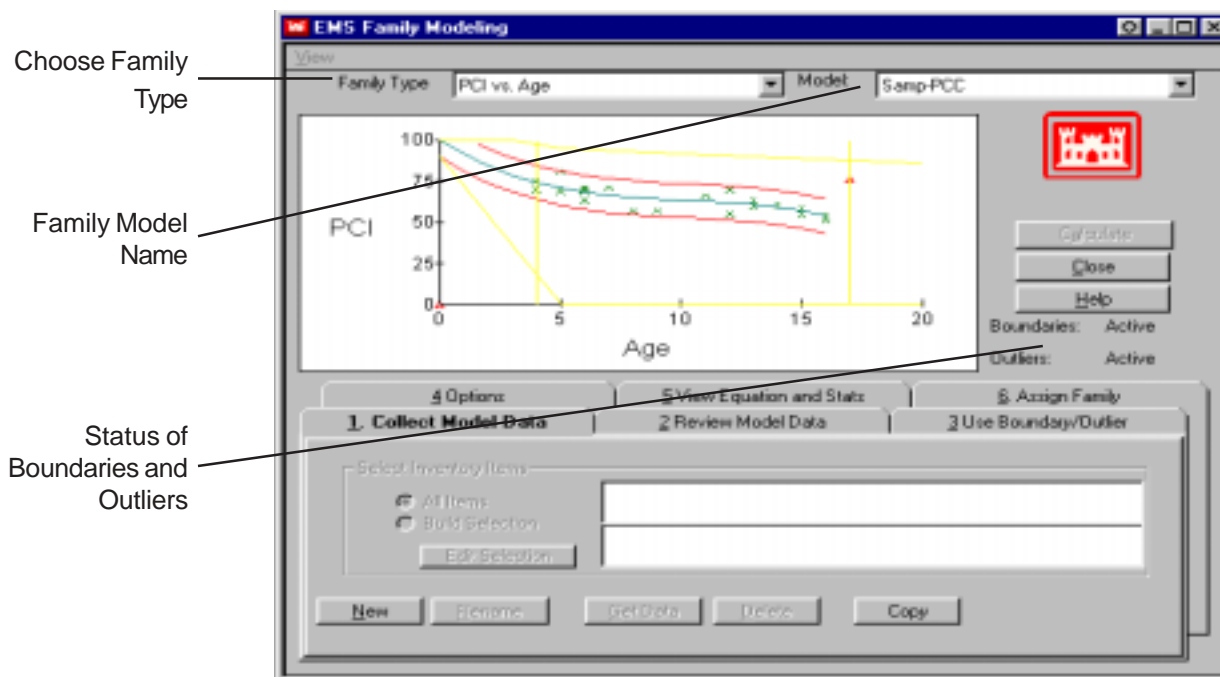 EMS Family Modeling
View
Choose Family
Type
Family Type
PCI vs. Age
Model:
Samp-PCC
100
75
50
25
0
PCI
0
5
10
15
20
Age
Family Model
Name
Calculate
Close
Help
Boundaries: Active
Outliers: Active
Status of
Boundaries and
Outliers
4 Options
5 View Equation and Stats
6. Assign Family
1. Collect Model Data
2 Review Model Data
3 Use Boundary/Outlier
Select Inventory Items
All Items
Build Selection
Edit Selection
New
Rename
Get Data
Delete
Copy